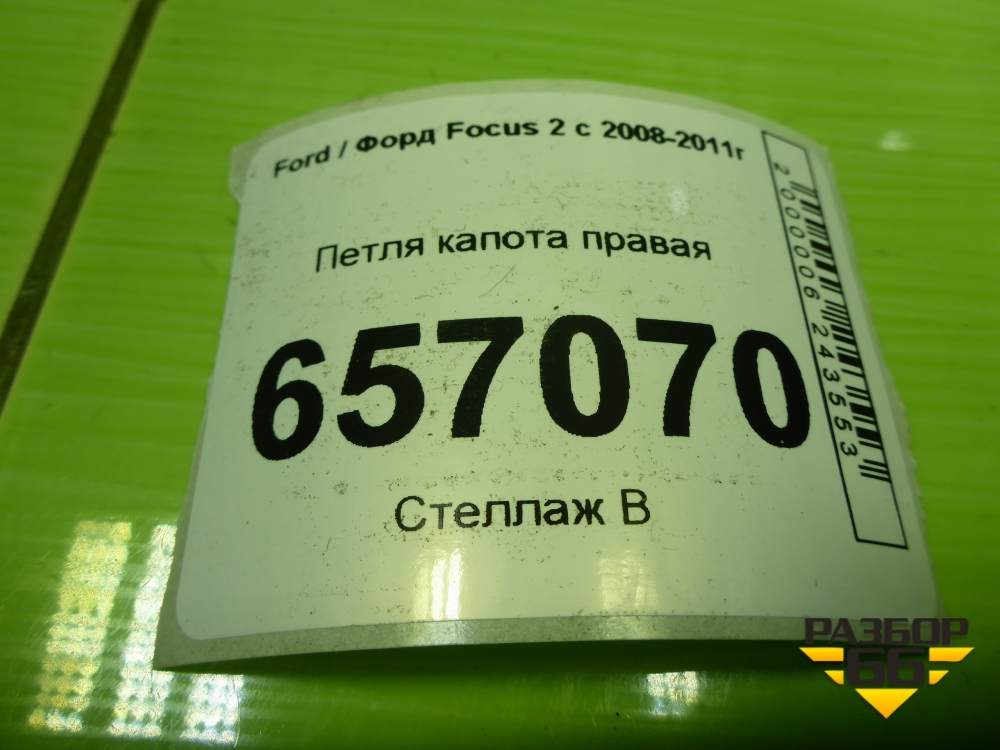 Ford / Форд Focus 2 с 2008-2011г
Петля капота правая
657070
Стеллаж В
2000006243553
РАЗБОР
66